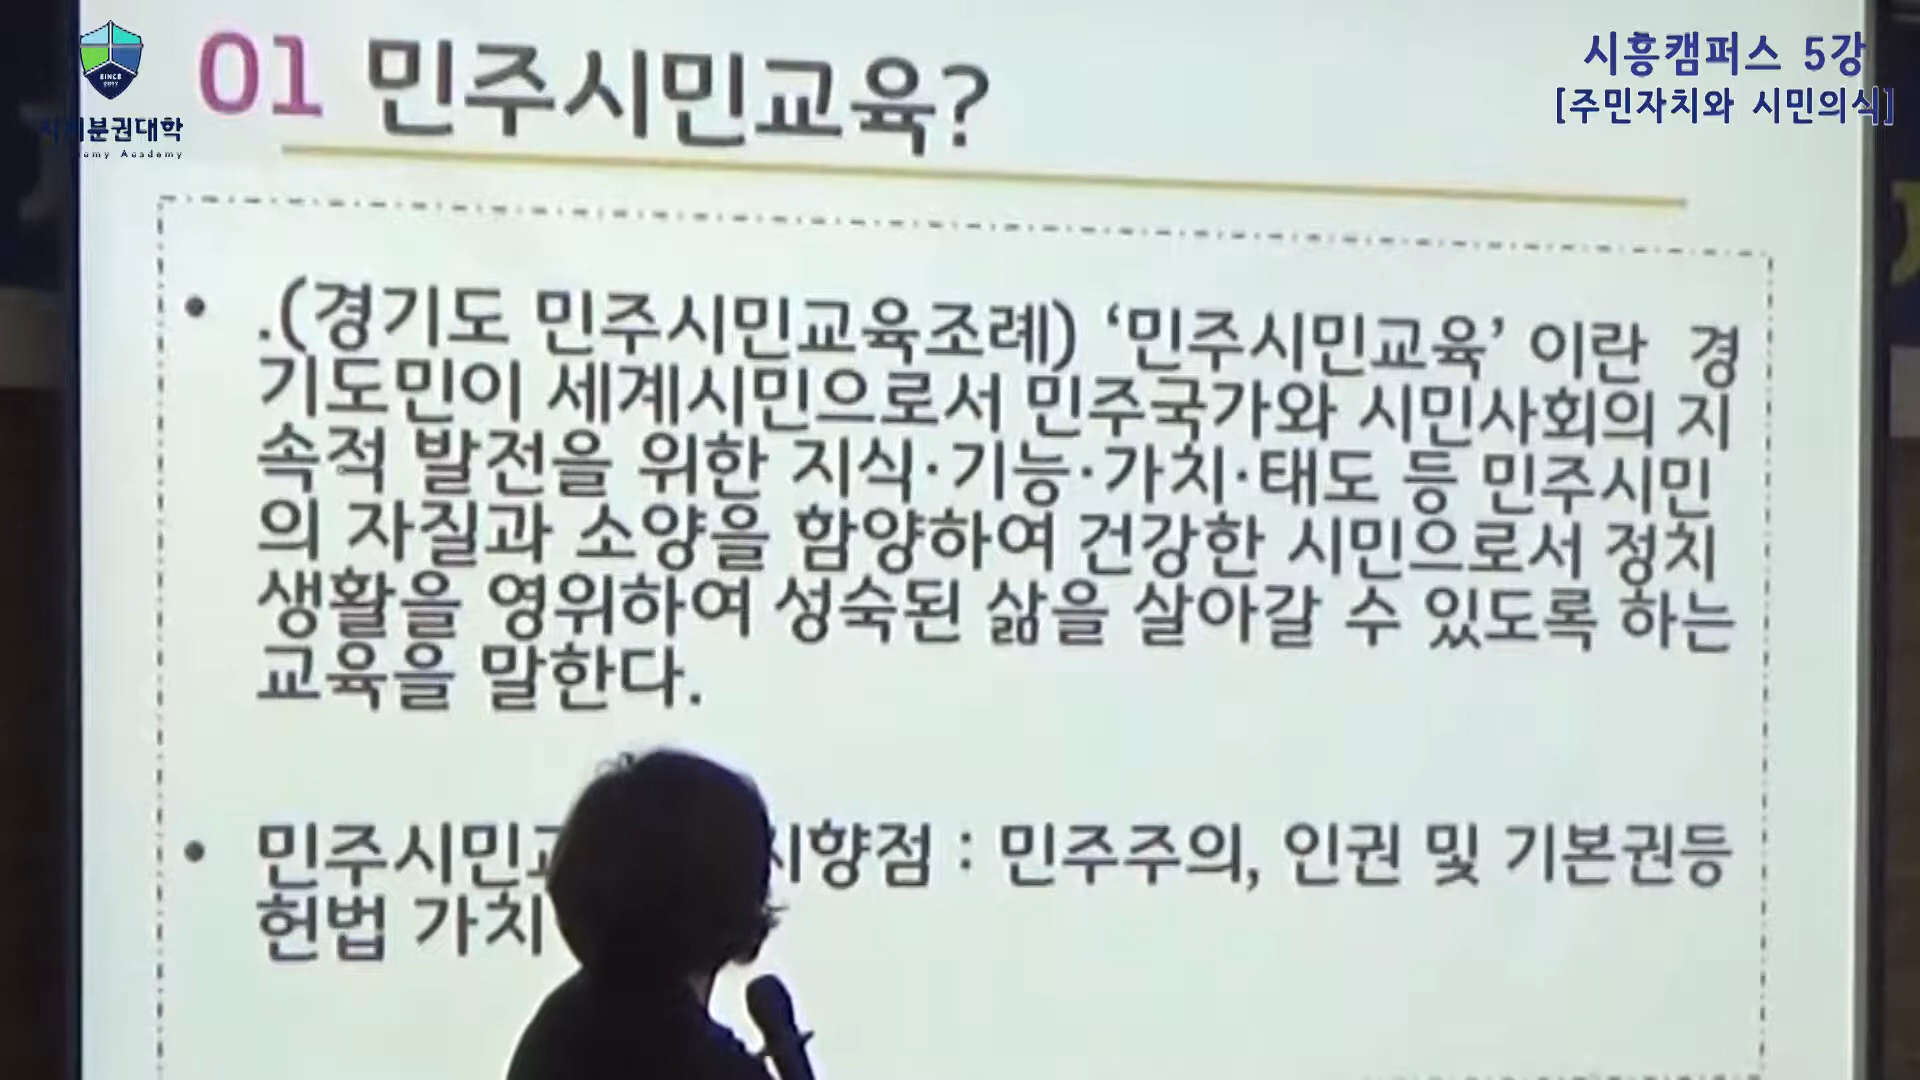 SINCE
2017
분권대학
Academy
시흥캠퍼스 5강
[주민자치와 시민의식]
01 민주시민교육?
• .(경기도 민주시민교육조례) ‘민주시민교육’ 이란 경
기도민이 세계시민으로서 민주국가와 시민사회의 지
속적 발전을 위한 지식·기능·가치·태도 등 민주시민
의 자질과 소양을 함양하여 건강한 시민으로서 정치
생활을 영위하여 성숙된 삶을 살아갈 수 있도록 하는
교육을 말한다.
• 민주시민 지향점 : 민주주의, 인권 및 기본권등
헌법 가치